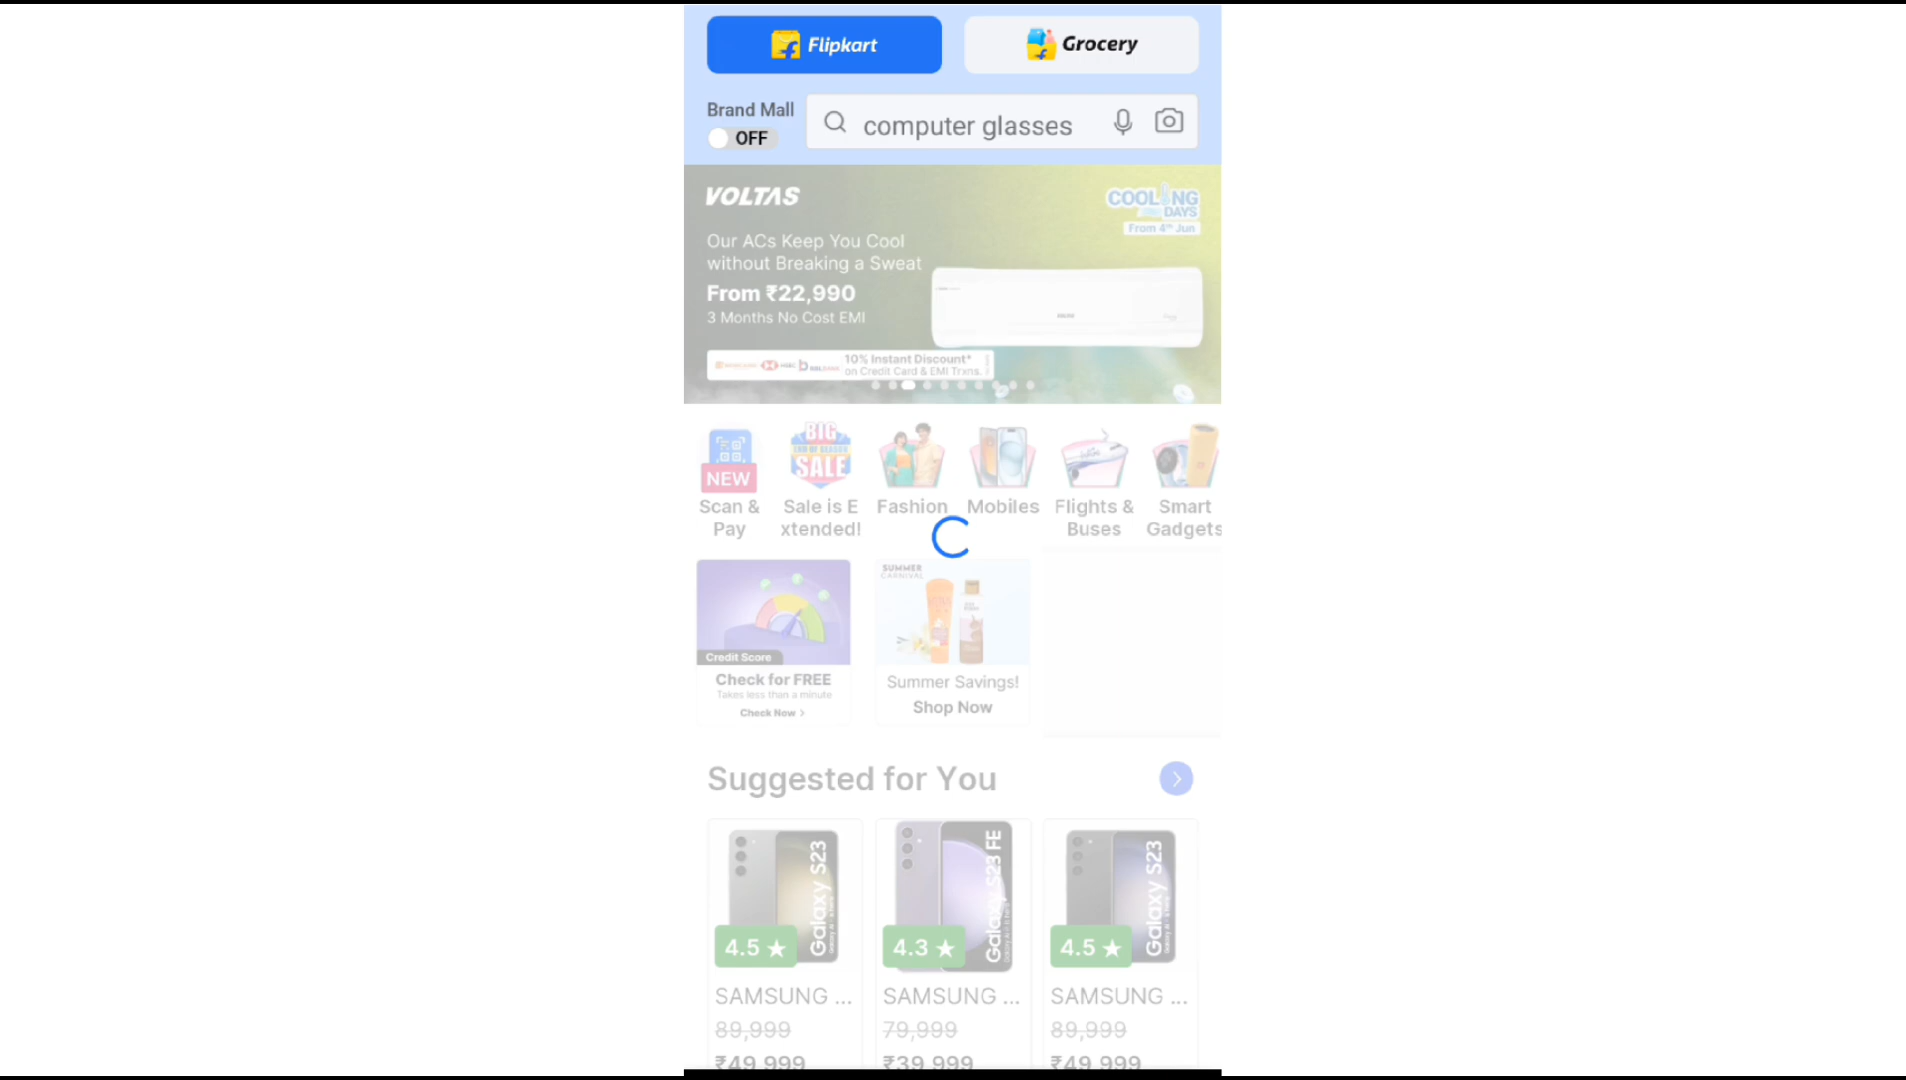 Flipkart
Grocery
Brand Mall
OFF
computer glasses
VOLTAS
COOLING
DAYS
From 4th Jun
Our ACs Keep You Cool
without Breaking a Sweat
From ₹22,990
3 Months No Cost EMI
10% Instant Discount*
on Credit Card & EMI Trxns.
NEW
BIG
END OF SEASON
SALE
Scan &
Pay
Sale is E
xtended!
Fashion
Mobiles
Flights &
Buses
Smart
Gadgets
Credit Score
Check for FREE
Takes less than a minute
Check Now >
SUMMER
CARNIVAL
Summer Savings!
Shop Now
Suggested for You
Galaxy S23
4.5 ★
SAMSUNG ...
89,999
₹49,999
Galaxy S23 FE
4.3 ★
SAMSUNG ...
79,999
₹39,999
Galaxy S23
4.5 ★
SAMSUNG ...
89,999
₹49,999